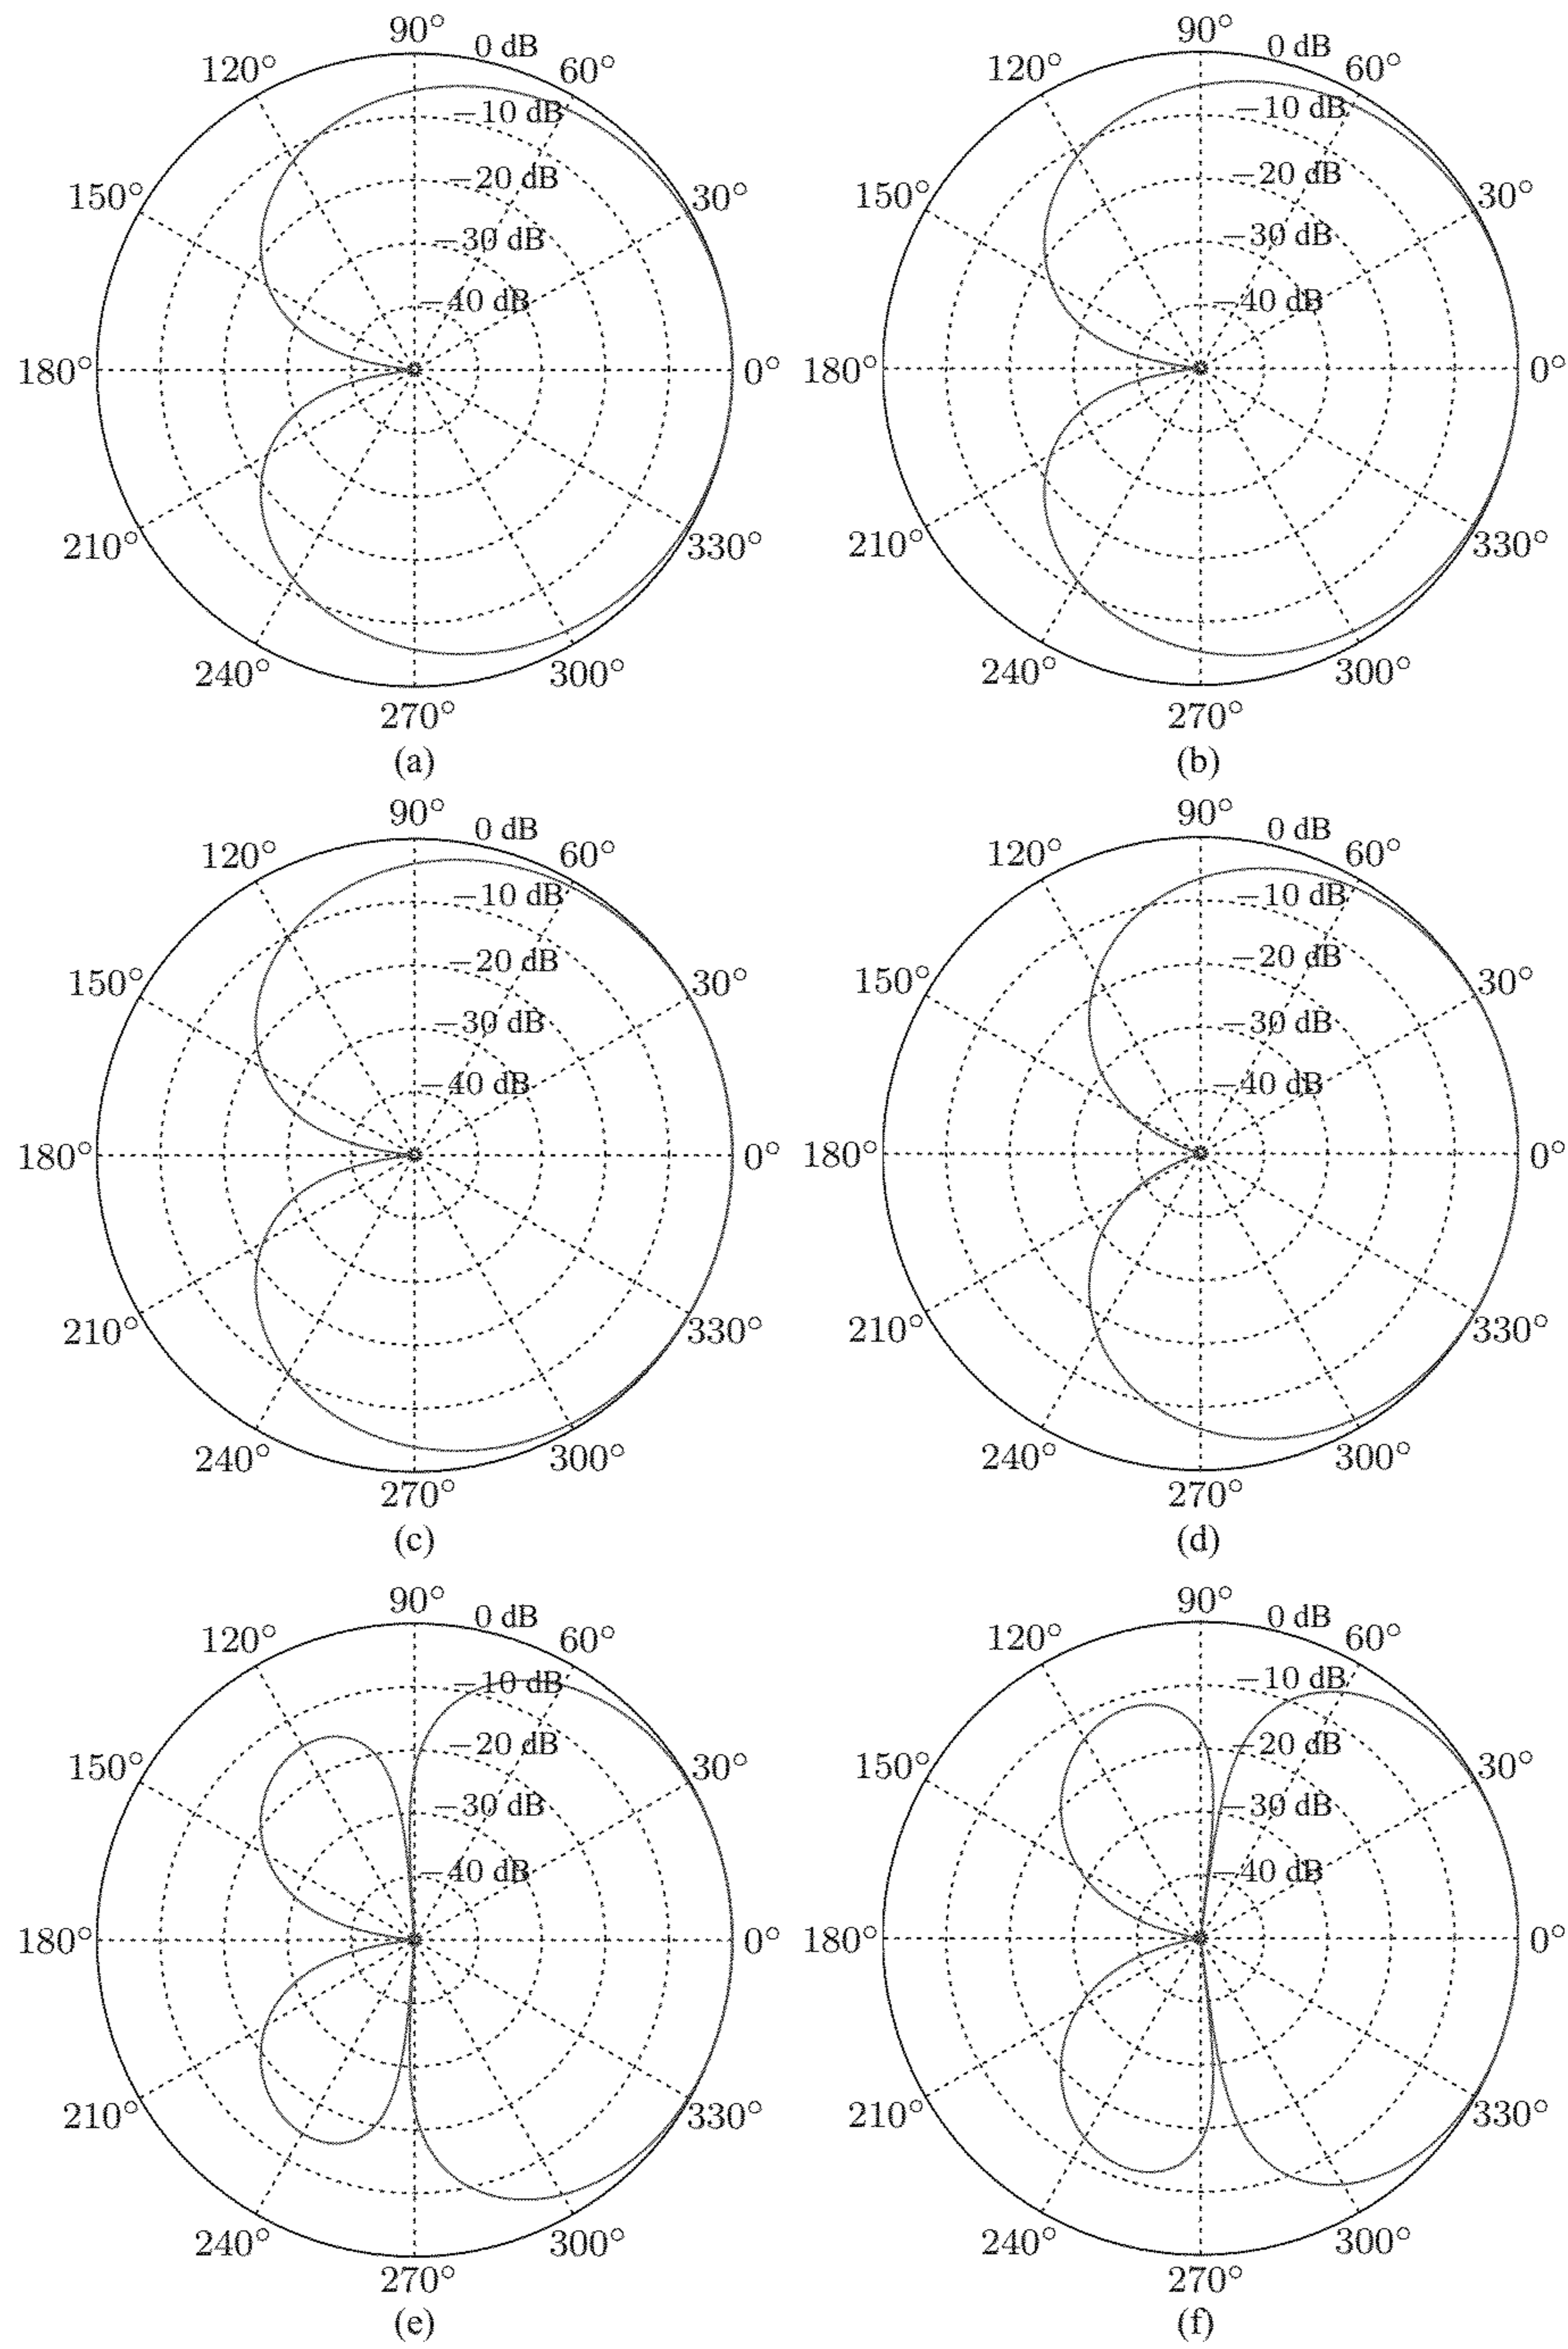 90° 90°
0 dB 0 dB
120° 60° 120° 60°
−10 dB −10 dB
150° −20 dB 30° 150° −20 dB 30°
−30 dB −30 dB
−40 dB −40 dB
180° 0° 180° 0°
210° 330° 210° 330°
240° 300° 240° 300°
270° 270°
(a) (b)
90° 90°
0 dB 0 dB
120° 60° 120° 60°
−10 dB −10 dB
150° −20 dB 30° 150° −20 dB 30°
−30 dB −30 dB
−40 dB −40 dB
180° 0° 180° 0°
210° 330° 210° 330°
240° 300° 240° 300°
270° 270°
(c) (d)
90° 90°
0 dB 0 dB
120° 60° 120° 60°
−10 dB −10 dB
150° −20 dB 30° 150° −20 dB 30°
−30 dB −30 dB
−40 dB −40 dB
180° 0° 180° 0°
210° 330° 210° 330°
240° 300° 240° 300°
270° 270°
(e) (f)